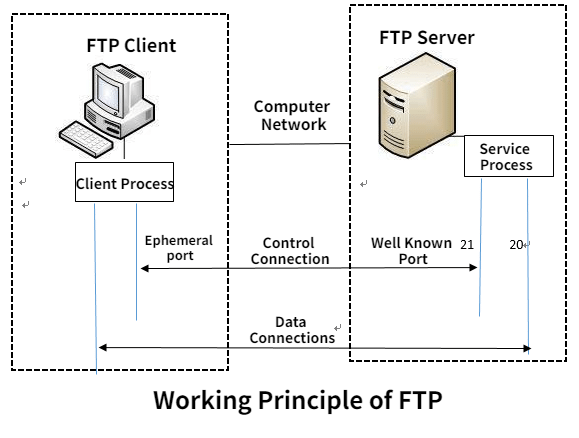 FTP Client
FTP Server
Computer
Network
Client Process
Service
Process
Ephemeral
port
Control
Connection
Well Known
Port
21
20
Data
Connections
Working Principle of FTP